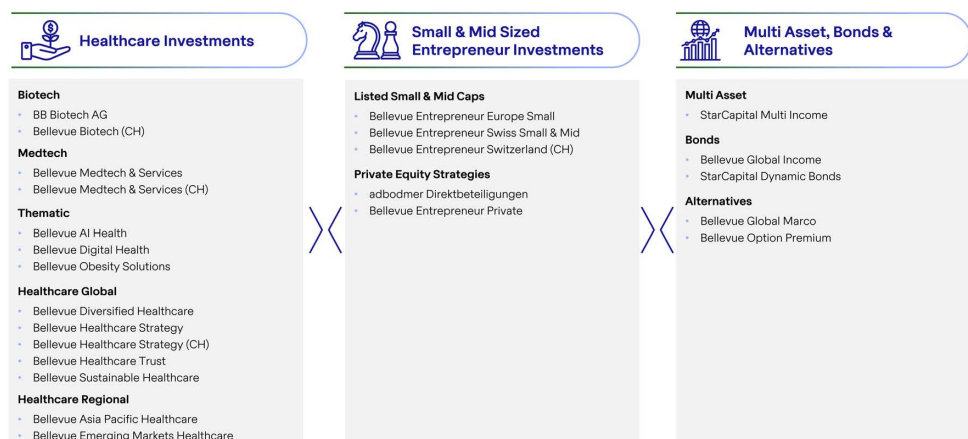 Healthcare Investments
Biotech
BB Biotech AG
Bellevue Biotech (CH)
Medtech
Bellevue Medtech & Services
Bellevue Medtech & Services (CH)
Thematic
Bellevue AI Health
Bellevue Digital Health
Bellevue Obesity Solutions
Healthcare Global
Bellevue Diversified Healthcare
Bellevue Healthcare Strategy
Bellevue Healthcare Strategy (CH)
Bellevue Healthcare Trust
Bellevue Sustainable Healthcare
Healthcare Regional
Bellevue Asia Pacific Healthcare
Bellevue Emerging Markets Healthcare
Small & Mid Sized
Entrepreneur Investments
Listed Small & Mid Caps
Bellevue Entrepreneur Europe Small
Bellevue Entrepreneur Swiss Small & Mid
Bellevue Entrepreneur Switzerland (CH)
Private Equity Strategies
adbodmer Direktbeteiligungen
Bellevue Entrepreneur Private
Multi Asset, Bonds &
Alternatives
Multi Asset
StarCapital Multi Income
Bonds
Bellevue Global Income
StarCapital Dynamic Bonds
Alternatives
Bellevue Global Marco
Bellevue Option Premium